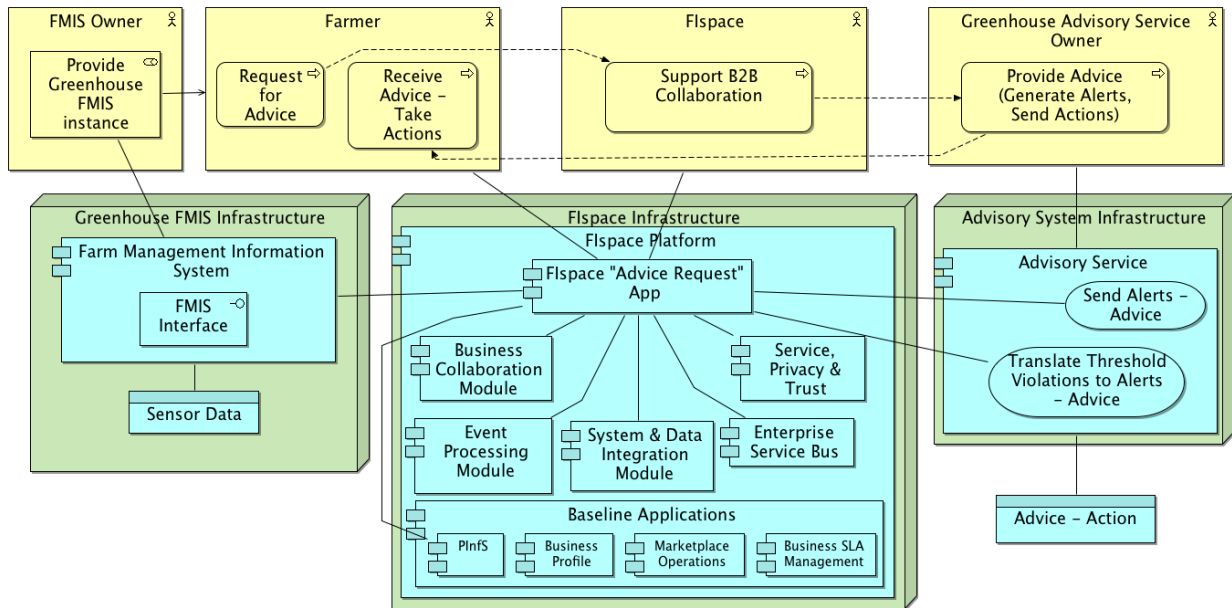 FMIS Owner
Provide
Greenhouse
FMIS
instance
Farmer
Request
for
Advice
Receive
Advice –
Take
Actions
FIspace
Support B2B
Collaboration
Greenhouse Advisory Service
Owner
Provide Advice
(Generate Alerts,
Send Actions)
Greenhouse FMIS Infrastructure
Farm Management Information
System
FMIS
Interface
Sensor Data
FIspace Infrastructure
FIspace Platform
FIspace "Advice Request"
App
Business
Collaboration
Module
Service,
Privacy &
Trust
Event
Processing
Module
System & Data
Integration
Module
Enterprise
Service Bus
Baseline Applications
PInfS
Business
Profile
Marketplace
Operations
Business SLA
Management
Advisory System Infrastructure
Advisory Service
Send Alerts –
Advice
Translate Threshold
Violations to Alerts
– Advice
Advice – Action